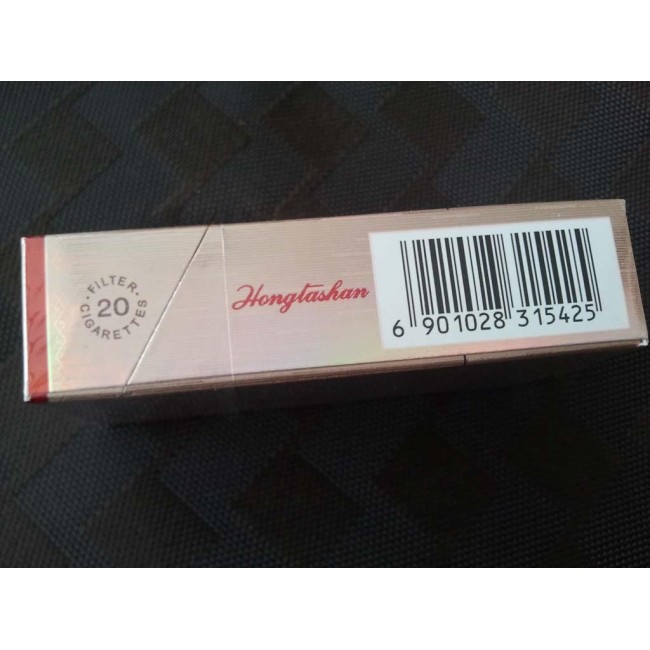 ·FILTER·
20
CIGARETTES
Hongtashan
6 901028 315425